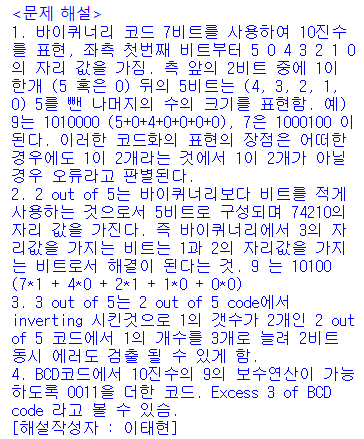 <문제 해설>
1. 바이퀴너리 코드 7비트를 사용하여 10진수
를 표현, 좌측 첫번째 비트부터 5 0 4 3 2 1 0
의 자리 값을 가짐. 즉 앞의 2비트 중에 1이
한개 (5 혹은 0) 뒤의 5비트는 (4, 3, 2, 1,
0) 5를 뺀 나머지의 수의 크기를 표현함. 예)
9는 1010000 (5+0+4+0+0+0+0), 7은 1000100 이
된다. 이러한 코드화의 표현의 장점은 어떠한
경우에도 1이 2개라는 것에서 1이 2개가 아닐
경우 오류라고 판별된다.
2. 2 out of 5는 바이퀴너리보다 비트를 적게
사용하는 것으로서 5비트로 구성되며 74210의
자리 값을 가진다. 즉 바이퀴너리에서 3의 자
리값을 가지는 비트는 1과 2의 자리값을 가지
는 비트로서 해결이 된다는 것. 9 는 10100
(7*1 + 4*0 + 2*1 + 1*0 + 0*0)
3. 3 out of 5는 2 out of 5 code에서
inverting 시킨것으로 1의 갯수가 2개인 2 out
of 5 코드에서 1의 개수를 3개로 늘려 2비트
동시 에러도 검출 될 수 있게 함.
4. BCD코드에서 10진수의 9의 보수연산이 가능
하도록 0011을 더한 코드. Excess 3 of BCD
code 라고 볼 수 있슴.
[해설작성자 : 이태현]